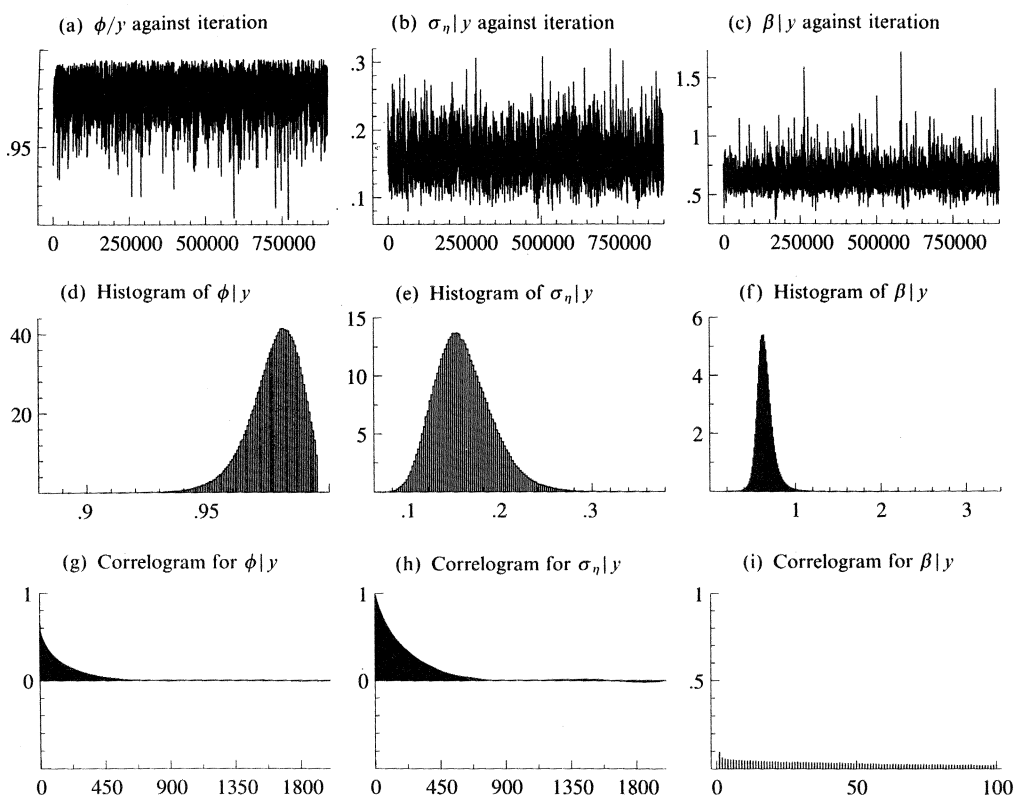 (a) ϕ/y against iteration
(b) σ_η|y against iteration
(c) β|y against iteration
.95
0 250000 500000 750000
.3
.2
.1
0 250000 500000 750000
1.5
1
.5
0 250000 500000 750000
(d) Histogram of ϕ|y
(e) Histogram of σ_η|y
(f) Histogram of β|y
40
20
.9 .95
15
10
5
.1 .2 .3
6
4
2
1 2 3
(g) Correlogram for ϕ|y
(h) Correlogram for σ_η|y
(i) Correlogram for β|y
1
0
0 450 900 1350 1800
1
0
0 450 900 1350 1800
1
.5
0 50 100